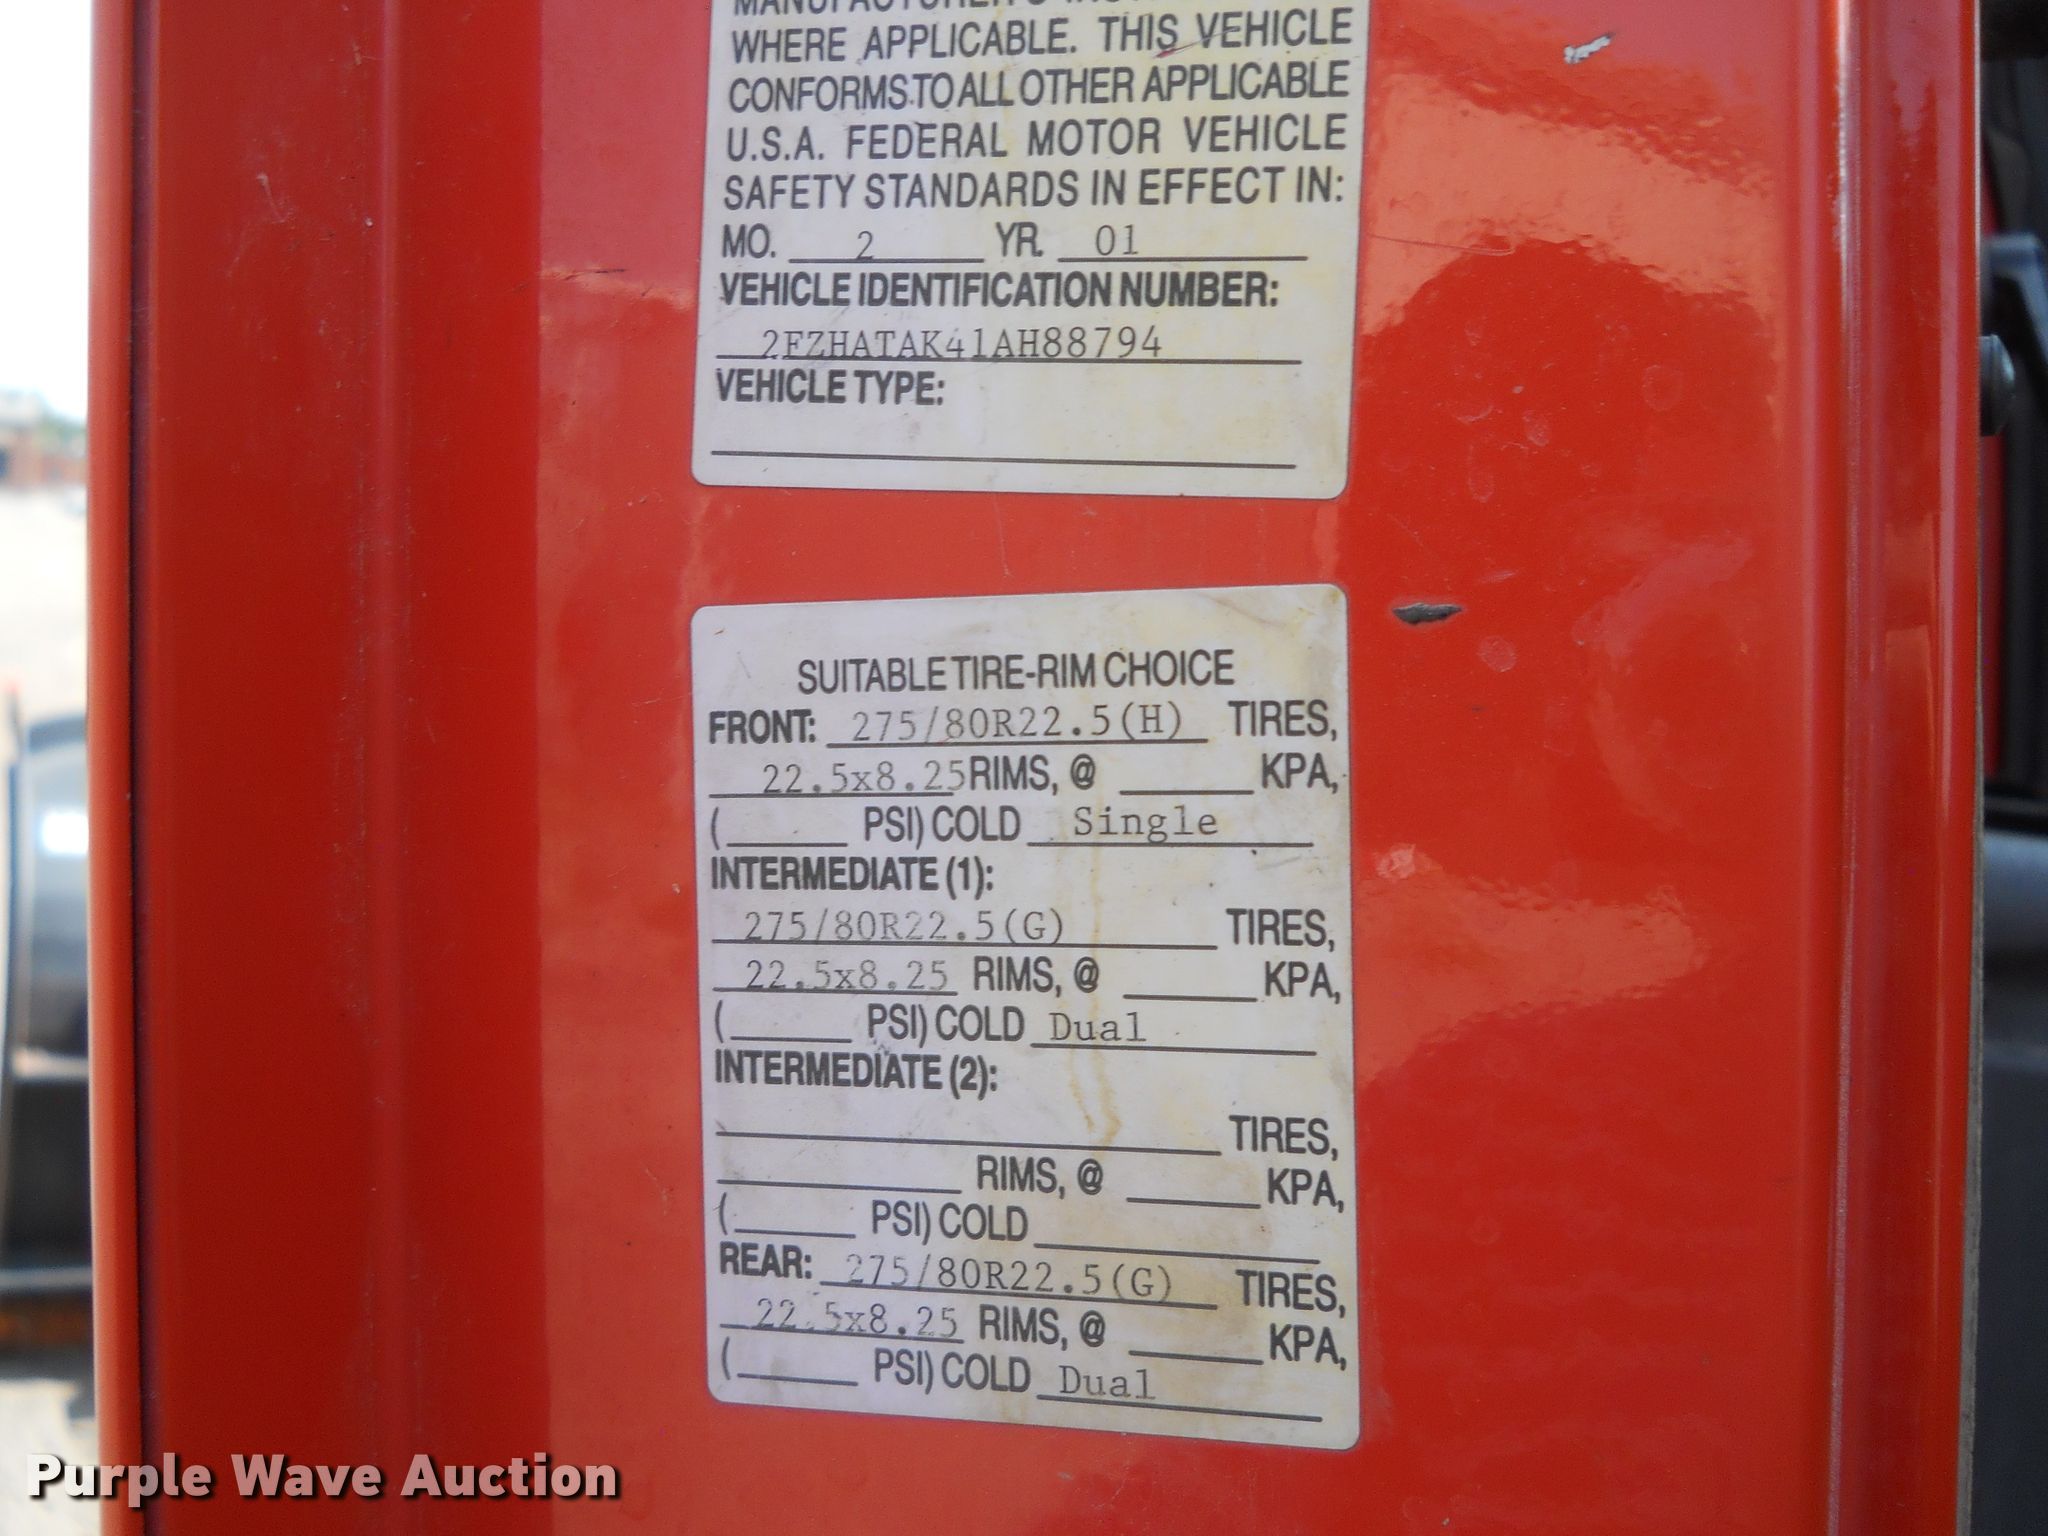 WHERE APPLICABLE. THIS VEHICLE
CONFORMS TO ALL OTHER APPLICABLE
U.S.A. FEDERAL MOTOR VEHICLE
SAFETY STANDARDS IN EFFECT IN:
MO. 2 YR. 01
VEHICLE IDENTIFICATION NUMBER:
2FZHATAK41AH88794
VEHICLE TYPE:
SUITABLE TIRE-RIM CHOICE
FRONT: 275/80R22.5(H) TIRES,
22.5x8.25 RIMS, @ KPA,
( PSI) COLD Single
INTERMEDIATE (1):
275/80R22.5(G) TIRES,
22.5x8.25 RIMS, @ KPA,
( PSI) COLD Dual
INTERMEDIATE (2):
TIRES,
RIMS, @ KPA,
( PSI) COLD
REAR: 275/80R22.5(G) TIRES,
22.5x8.25 RIMS, @ KPA,
( PSI) COLD Dual
Purple Wave Auction